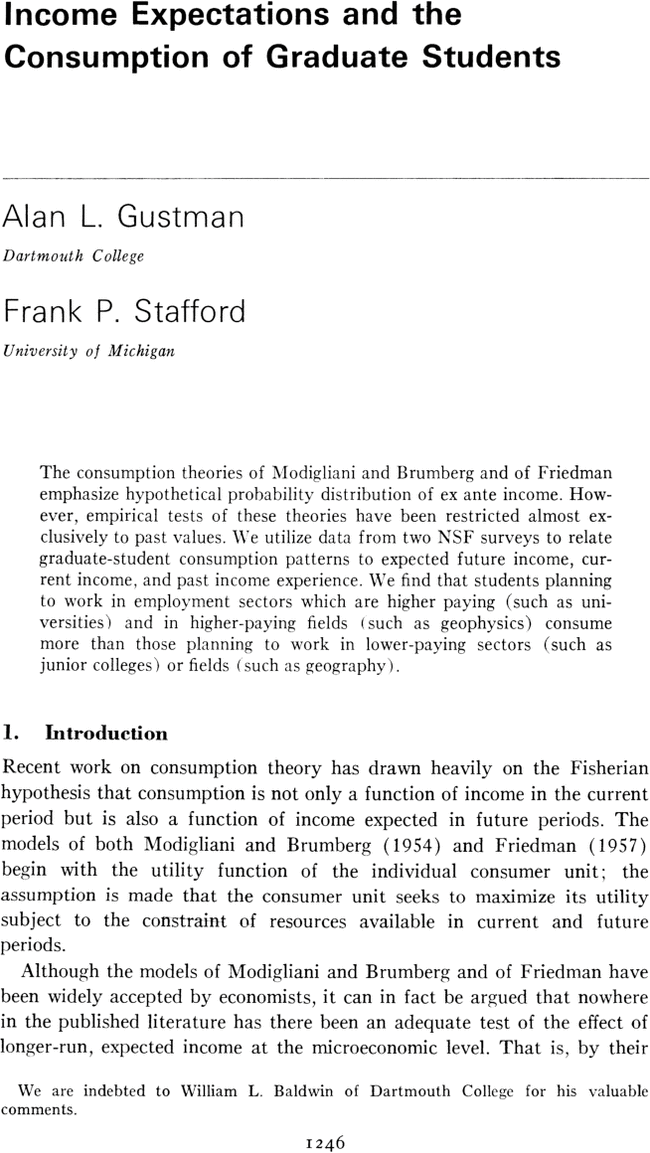 Income Expectations and the
Consumption of Graduate Students
Alan L. Gustman
Dartmouth College
Frank P. Stafford
University of Michigan
The consumption theories of Modigliani and Brumberg and of Friedman
emphasize hypothetical probability distribution of ex ante income. How-
ever, empirical tests of these theories have been restricted almost ex-
clusively to past values. We utilize data from two NSF surveys to relate
graduate-student consumption patterns to expected future income, cur-
rent income, and past income experience. We find that students planning
to work in employment sectors which are higher paying (such as uni-
versities) and in higher-paying fields (such as geophysics) consume
more than those planning to work in lower-paying sectors (such as
junior colleges) or fields (such as geography).
1. Introduction
Recent work on consumption theory has drawn heavily on the Fisherian
hypothesis that consumption is not only a function of income in the current
period but is also a function of income expected in future periods. The
models of both Modigliani and Brumberg (1954) and Friedman (1957)
begin with the utility function of the individual consumer unit; the
assumption is made that the consumer unit seeks to maximize its utility
subject to the constraint of resources available in current and future
periods.
Although the models of Modigliani and Brumberg and of Friedman have
been widely accepted by economists, it can in fact be argued that nowhere
in the published literature has there been an adequate test of the effect of
longer-run, expected income at the microeconomic level. That is, by their
We are indebted to William L. Baldwin of Dartmouth College for his valuable
comments.
1246